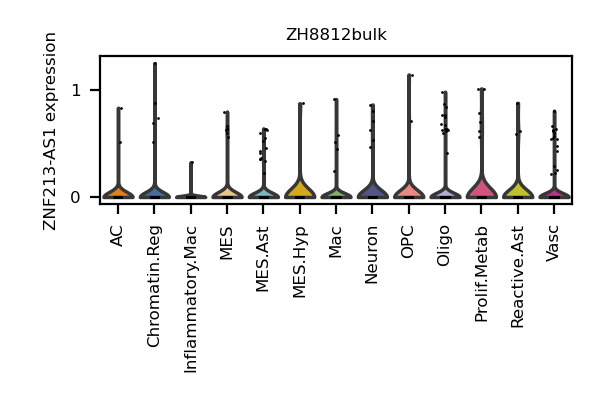 ZH8812bulk
ZNF213-AS1 expression
1
0
AC
Chromatin.Reg
Inflammatory.Mac
MES
MES.Ast
MES.Hyp
Mac
Neuron
OPC
Oligo
Prolif.Metab
Reactive.Ast
Vasc